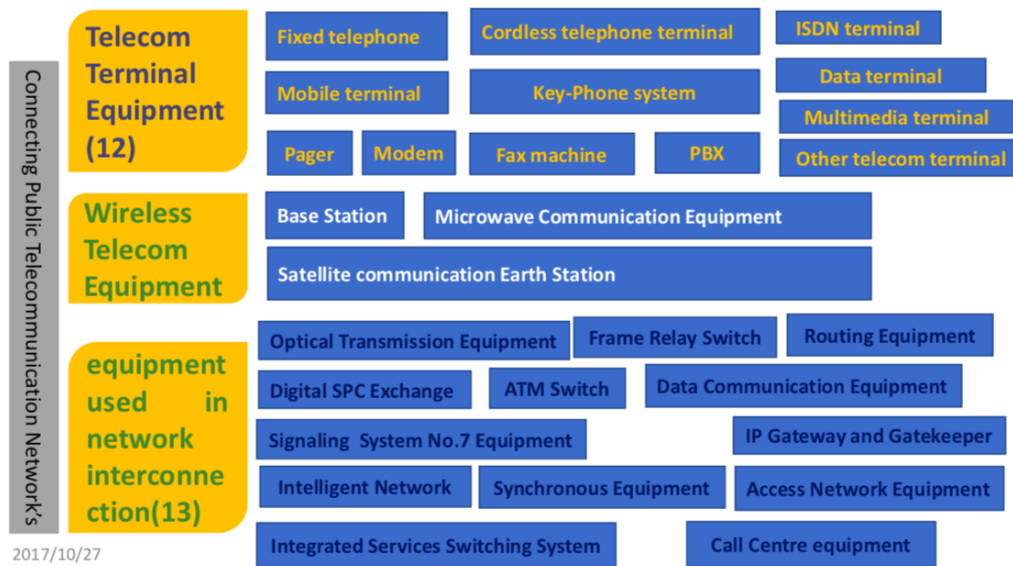 Connecting Public Telecommunication Network's
Telecom
Terminal
Equipment
(12)
Fixed telephone
Cordless telephone terminal
ISDN terminal
Mobile terminal
Key-Phone system
Data terminal
Multimedia terminal
Pager
Modem
Fax machine
PBX
Other telecom terminal
Wireless
Telecom
Equipment
Base Station
Microwave Communication Equipment
Satellite communication Earth Station
equipment
used in
network
interconne
ction(13)
Optical Transmission Equipment
Frame Relay Switch
Routing Equipment
Digital SPC Exchange
ATM Switch
Data Communication Equipment
Signaling System No.7 Equipment
IP Gateway and Gatekeeper
Intelligent Network
Synchronous Equipment
Access Network Equipment
Integrated Services Switching System
Call Centre equipment
2017/10/27